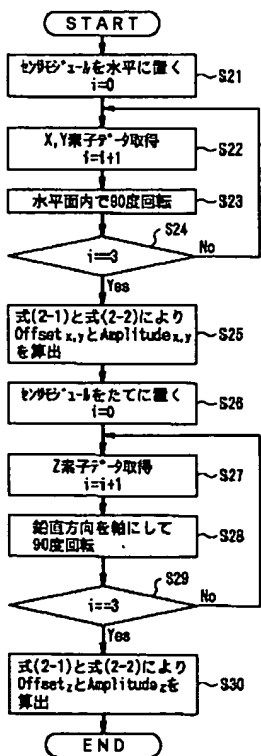 START
センサモジュールを水平に置く
i=0
S21
X,Y素子データ取得
i=i+1
S22
水平面内で90度回転
S23
S24
i==3
No
Yes
式(2-1)と式(2-2)により
Offsetx,yとAmplitudex,y
を算出
S25
センサモジュールをたてに置く
i=0
S26
Z素子データ取得
i=i+1
S27
鉛直方向を軸にして
90度回転
S28
S29
i==3
No
Yes
式(2-1)と式(2-2)により
OffsetzとAmplitudezを
算出
S30
END